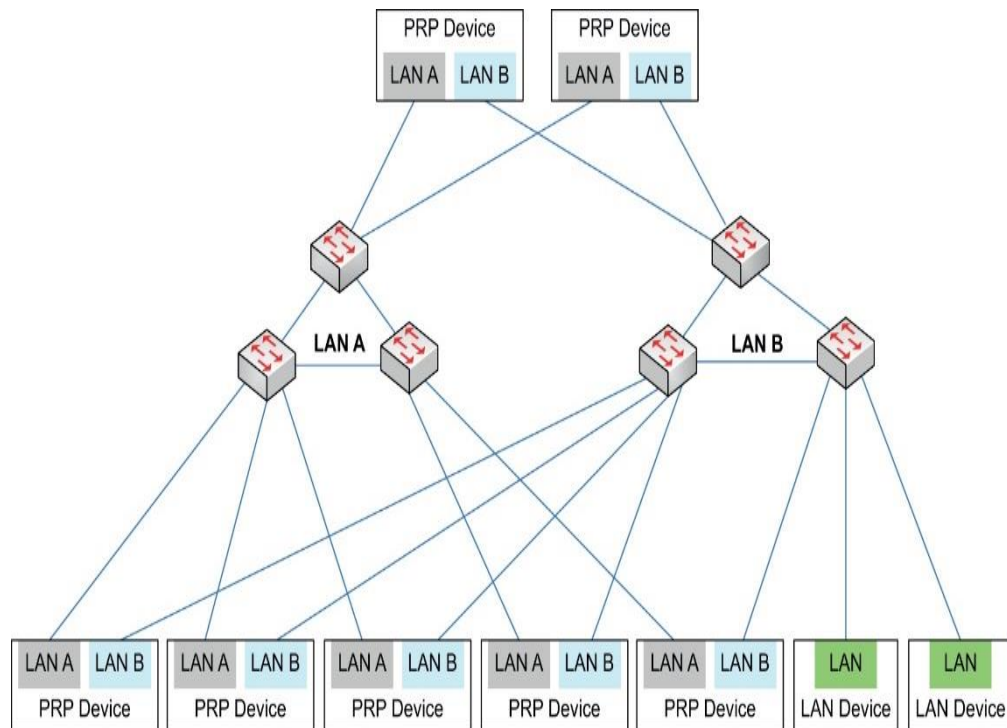 PRP Device PRP Device
LAN A LAN B LAN A LAN B
LAN A LAN B
LAN A LAN B LAN A LAN B LAN A LAN B LAN A LAN B LAN A LAN B LAN LAN
PRP Device PRP Device PRP Device PRP Device PRP Device LAN Device LAN Device